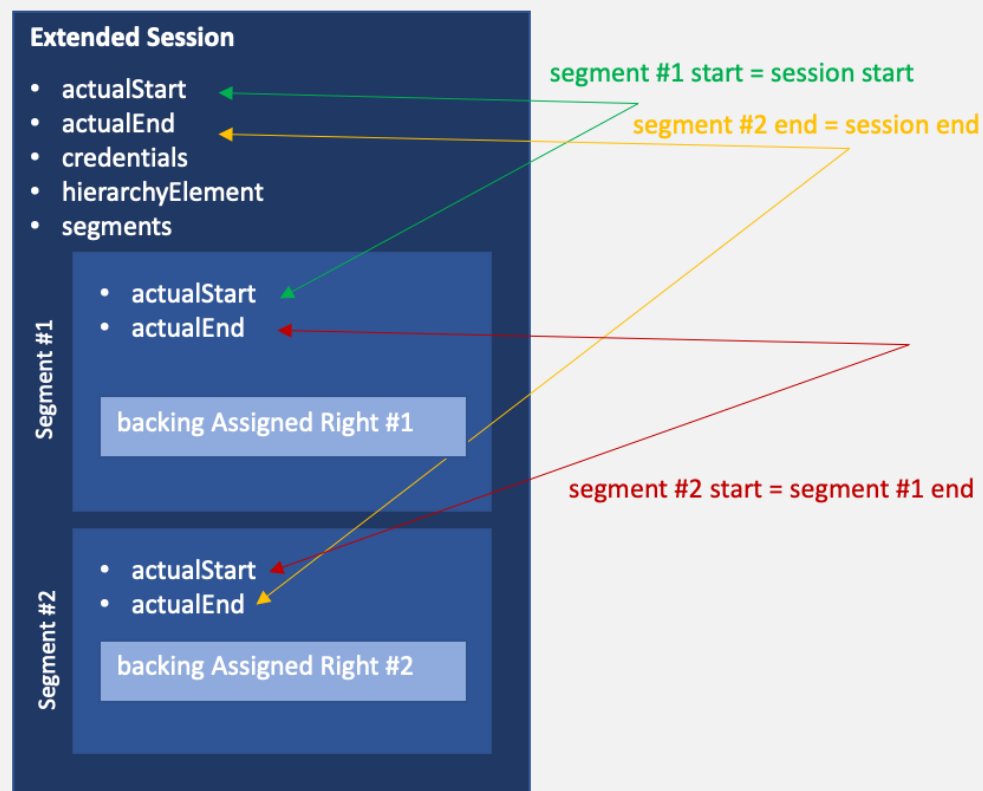 Extended Session
• actualStart
• actualEnd
• credentials
• hierarchyElement
• segments
segment #1 start = session start
segment #2 end = session end
Segment #1
• actualStart
• actualEnd
backing Assigned Right #1
segment #2 start = segment #1 end
Segment #2
• actualStart
• actualEnd
backing Assigned Right #2